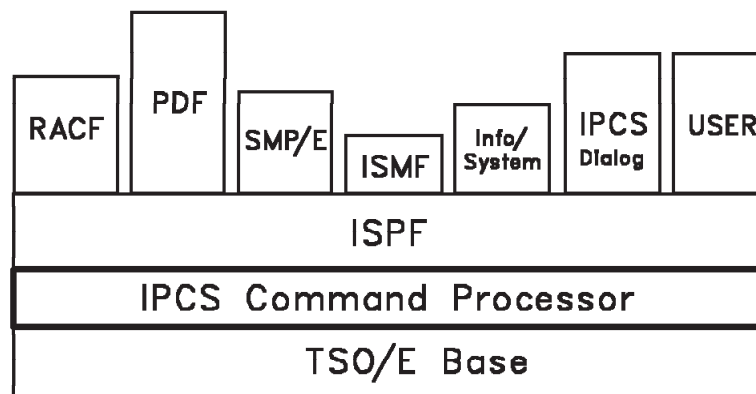 RACF
PDF
SMP/E
ISMF
Info/
System
IPCS
Dialog
USER
ISPF
IPCS Command Processor
TSO/E Base